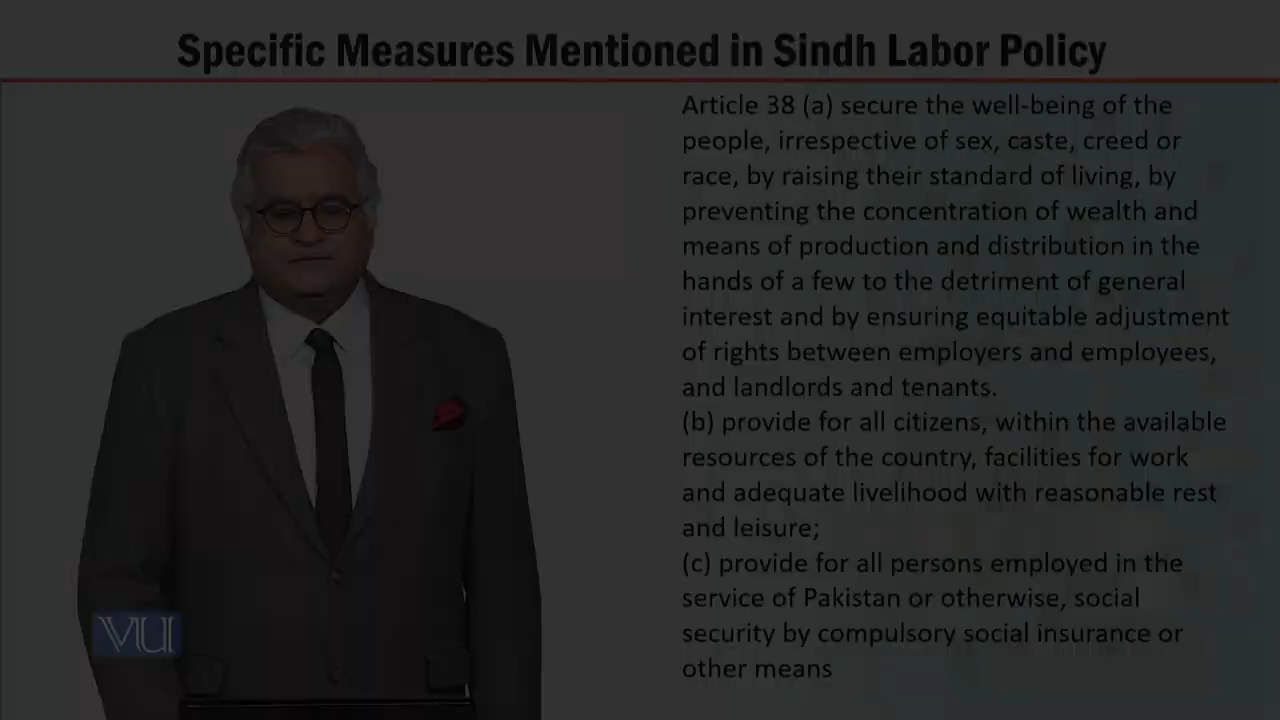 Specific Measures Mentioned in Sindh Labor Policy
Article 38 (a) secure the well-being of the
people, irrespective of sex, caste, creed or
race, by raising their standard of living, by
preventing the concentration of wealth and
means of production and distribution in the
hands of a few to the detriment of general
interest and by ensuring equitable adjustment
of rights between employers and employees,
and landlords and tenants.
(b) provide for all citizens, within the available
resources of the country, facilities for work
and adequate livelihood with reasonable rest
and leisure;
(c) provide for all persons employed in the
service of Pakistan or otherwise, social
security by compulsory social insurance or
other means
VU